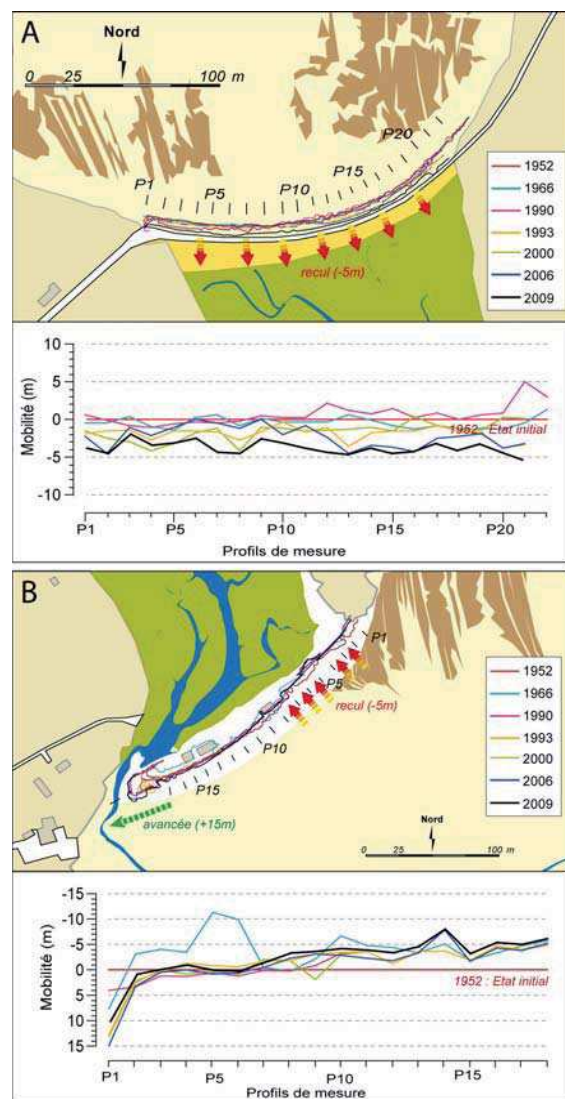 A
Nord
0 25 100 m
P1
P5
P10
P15
P20
recul (-5m)
1952
1966
1990
1993
2000
2006
2009
Mobilité (m)
10
5
0
-5
-10
1952 : Etat initial
P1 P5 P10 P15 P20
Profils de mesure
B
P1
P5
recul (-5m)
P10
P15
avancée (+15m)
Nord
0 25 50 100 m
1952
1966
1990
1993
2000
2006
2009
Mobilité (m)
-15
-10
-5
0
5
10
15
1952 : Etat initial
P1 P5 P10 P15
Profils de mesure